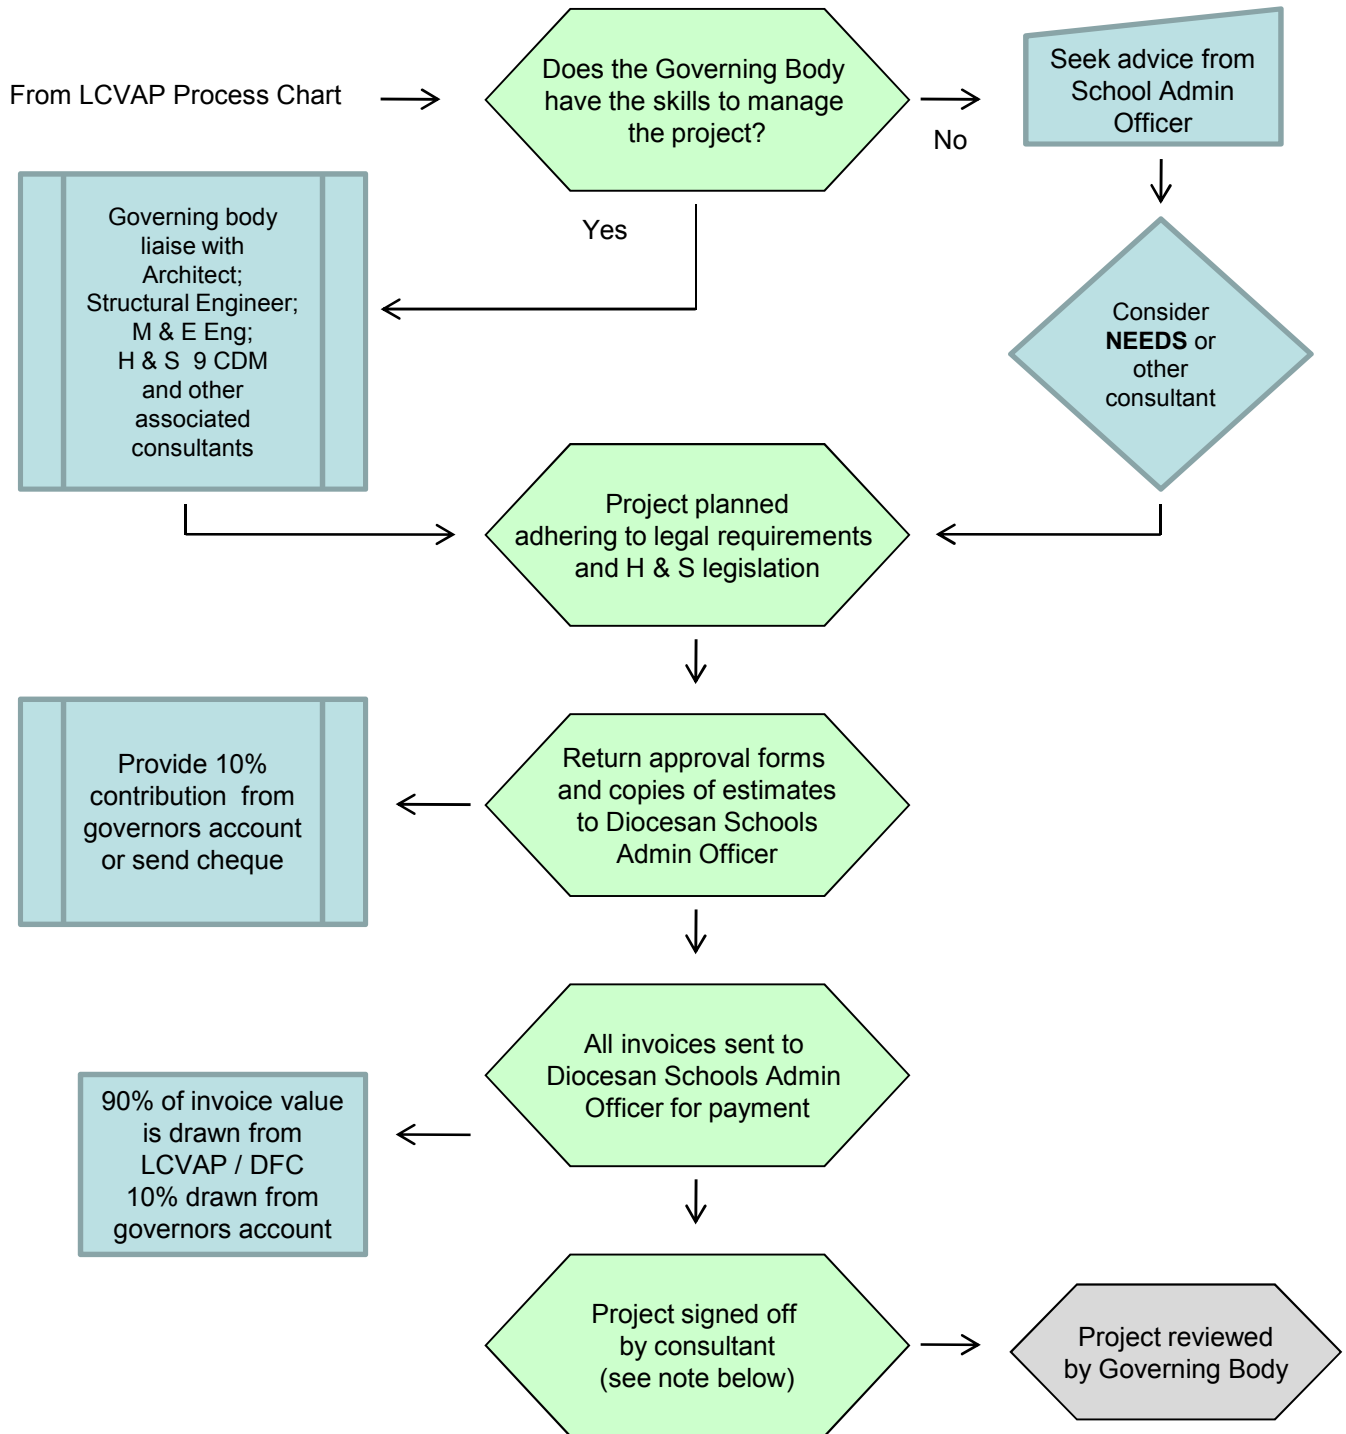 From LCVAP Process Chart
Does the Governing Body
have the skills to manage
the project?
No
Seek advice from
School Admin
Officer
Yes
Governing body
liaise with
Architect;
Structural Engineer;
M & E Eng;
H & S 9 CDM
and other
associated
consultants
Consider
NEEDS or
other
consultant
Project planned
adhering to legal requirements
and H & S legislation
Provide 10%
contribution from
governors account
or send cheque
Return approval forms
and copies of estimates
to Diocesan Schools
Admin Officer
All invoices sent to
Diocesan Schools Admin
Officer for payment
90% of invoice value
is drawn from
LCVAP / DFC
10% drawn from
governors account
Project signed off
by consultant
(see note below)
Project reviewed
by Governing Body